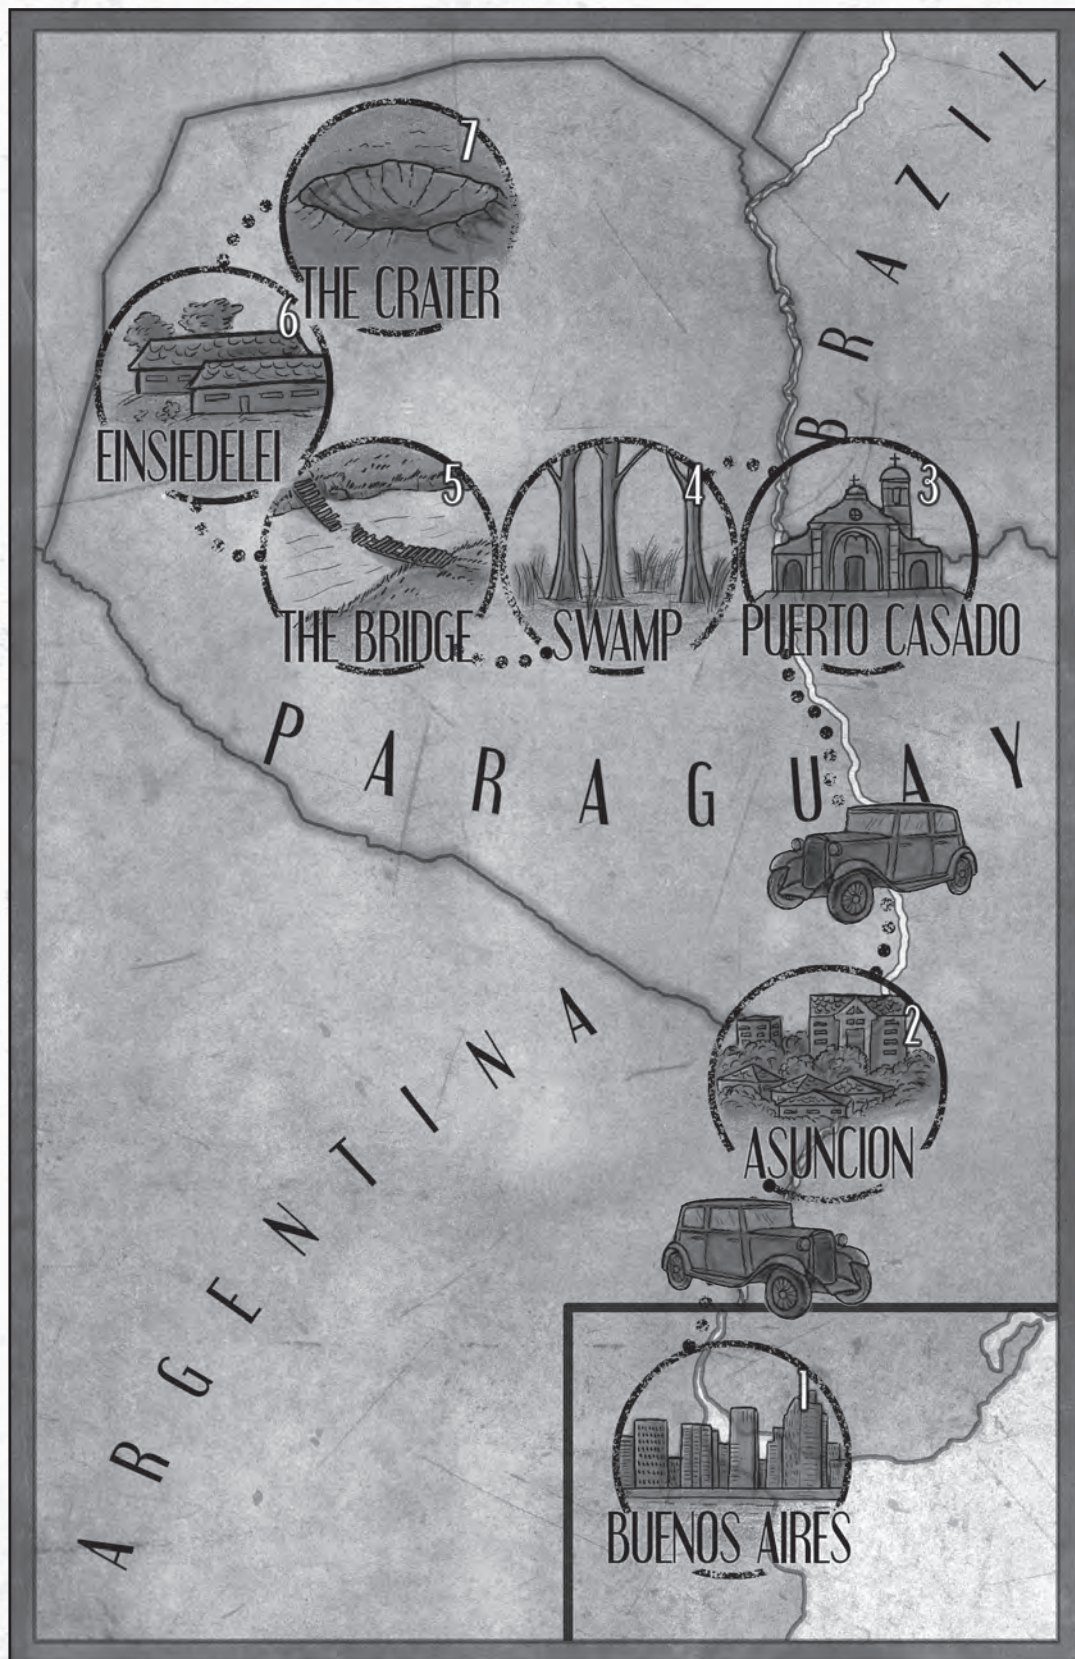 BRAZIL
7
THE CRATER
6
EINSIEDELEI
5
THE BRIDGE
4
SWAMP
3
PUERTO CASADO
PARAGUAY
2
ASUNCION
ARGENTINA
1
BUENOS AIRES